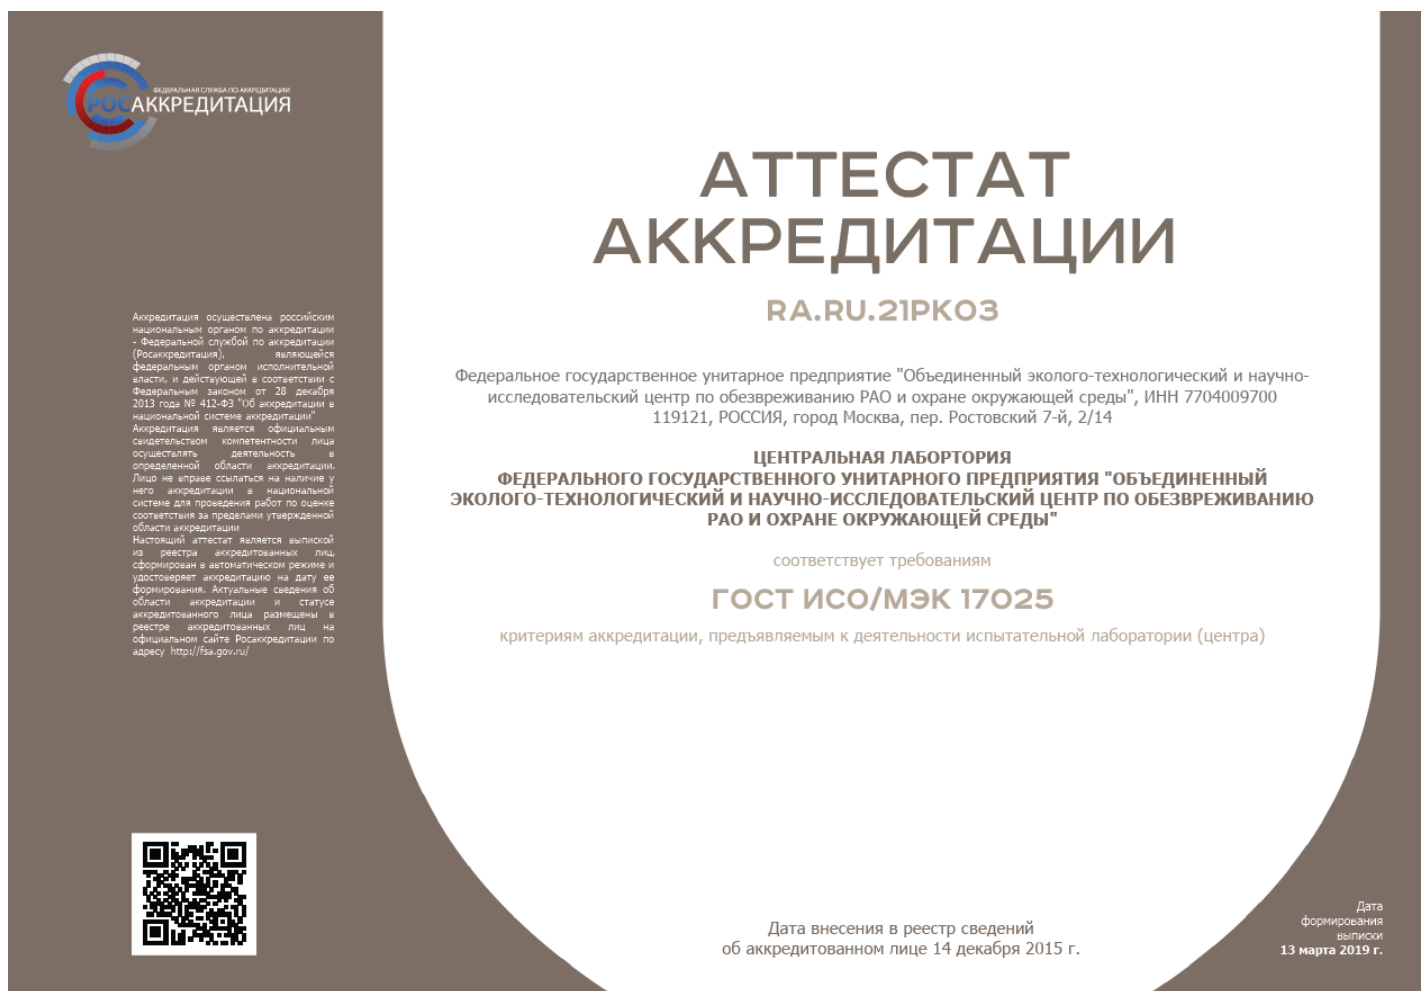 ФЕДЕРАЛЬНАЯ СЛУЖБА ПО АККРЕДИТАЦИИ
РОСАККРЕДИТАЦИЯ
АТТЕСТАТ
АККРЕДИТАЦИИ
RA.RU.21РК03
Федеральное государственное унитарное предприятие "Объединенный эколого-технологический и научно-
исследовательский центр по обезвреживанию РАО и охране окружающей среды", ИНН 7704009700
119121, РОССИЯ, город Москва, пер. Ростовский 7-й, 2/14
ЦЕНТРАЛЬНАЯ ЛАБОРТОРИЯ
ФЕДЕРАЛЬНОГО ГОСУДАРСТВЕННОГО УНИТАРНОГО ПРЕДПРИЯТИЯ "ОБЪЕДИНЕННЫЙ
ЭКОЛОГО-ТЕХНОЛОГИЧЕСКИЙ И НАУЧНО-ИССЛЕДОВАТЕЛЬСКИЙ ЦЕНТР ПО ОБЕЗВРЕЖИВАНИЮ
РАО И ОХРАНЕ ОКРУЖАЮЩЕЙ СРЕДЫ"
соответствует требованиям
ГОСТ ИСО/МЭК 17025
критериям аккредитации, предъявляемым к деятельности испытательной лаборатории (центра)
Аккредитация осуществлена российским
национальным органом по аккредитации
- Федеральной службой по аккредитации
(Росаккредитация), являющейся
федеральным органом исполнительной
власти, и действующей в соответствии с
Федеральным законом от 28 декабря
2013 года № 412-ФЗ "Об аккредитации в
национальной системе аккредитации"
Аккредитация является официальным
свидетельством компетентности лица
осуществлять деятельность в
определенной области аккредитации.
Лицо не вправе ссылаться на наличие у
него аккредитации в национальной
системе для проведения работ по оценке
соответствия за пределами утвержденной
области аккредитации
Настоящий аттестат является выпиской
из реестра аккредитованных лиц,
сформирован в автоматическом режиме и
удостоверяет аккредитацию на дату ее
формирования. Актуальные сведения об
области аккредитации и статусе
аккредитованного лица размещены в
реестре аккредитованных лиц на
официальном сайте Росаккредитации по
адресу http://fsa.gov.ru/
Дата внесения в реестр сведений
об аккредитованном лице 14 декабря 2015 г.
Дата
формирования
выписки
13 марта 2019 г.